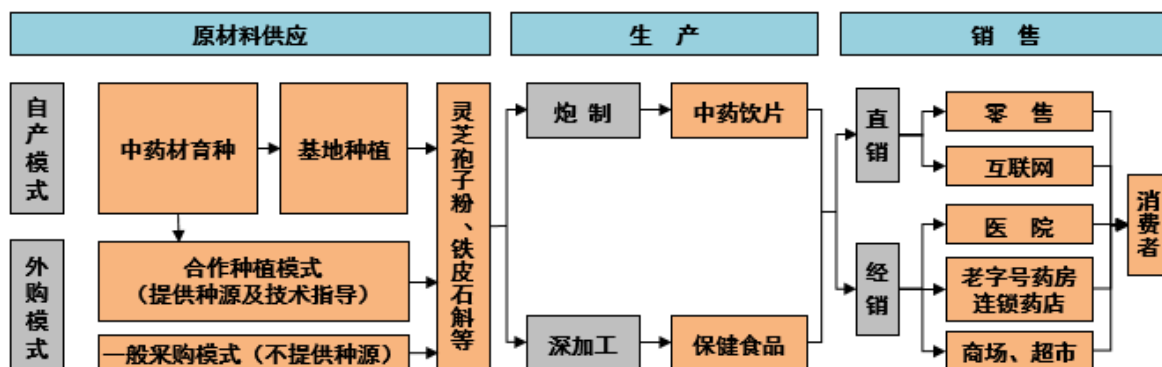 原材料供应
生 产
销 售
自产模式
中药材育种
基地种植
外购模式
合作种植模式
（提供种源及技术指导）
一般采购模式（不提供种源）
灵芝孢子粉、铁皮石斛等
炮 制
中药饮片
深加工
保健食品
直销
零 售
互联网
经销
医 院
老字号药房
连锁药店
商场、超市
消费者